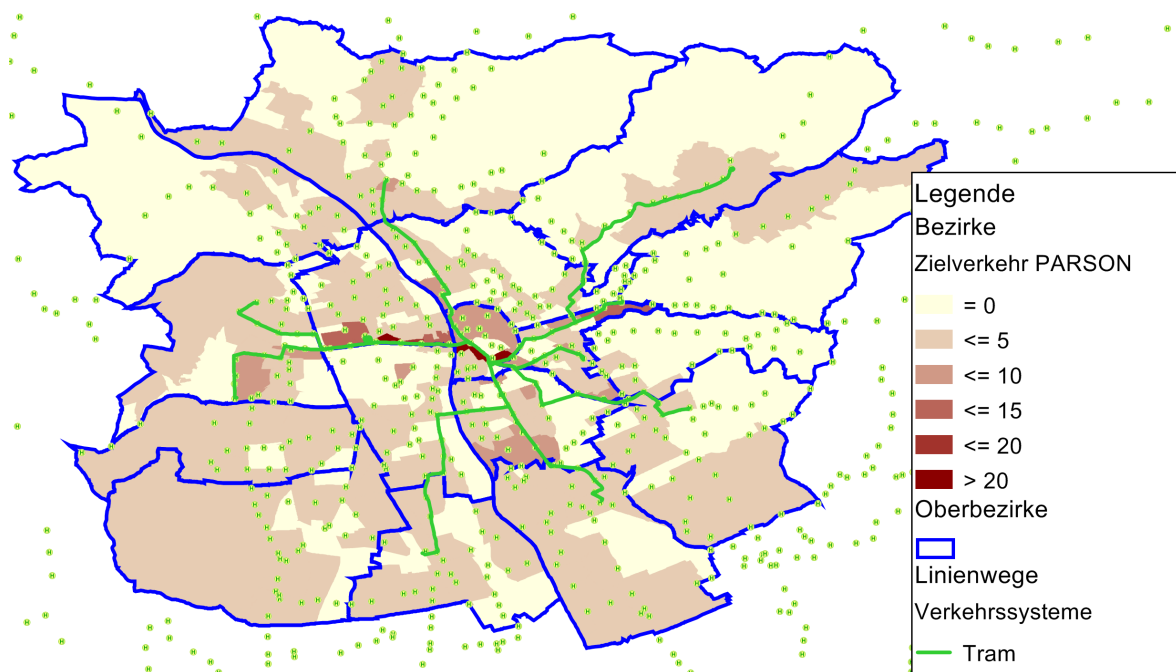 Legende
Bezirke
Zielverkehr PARSON
= 0
<= 5
<= 10
<= 15
<= 20
> 20
Oberbezirke
Linienwege
Verkehrssysteme
Tram